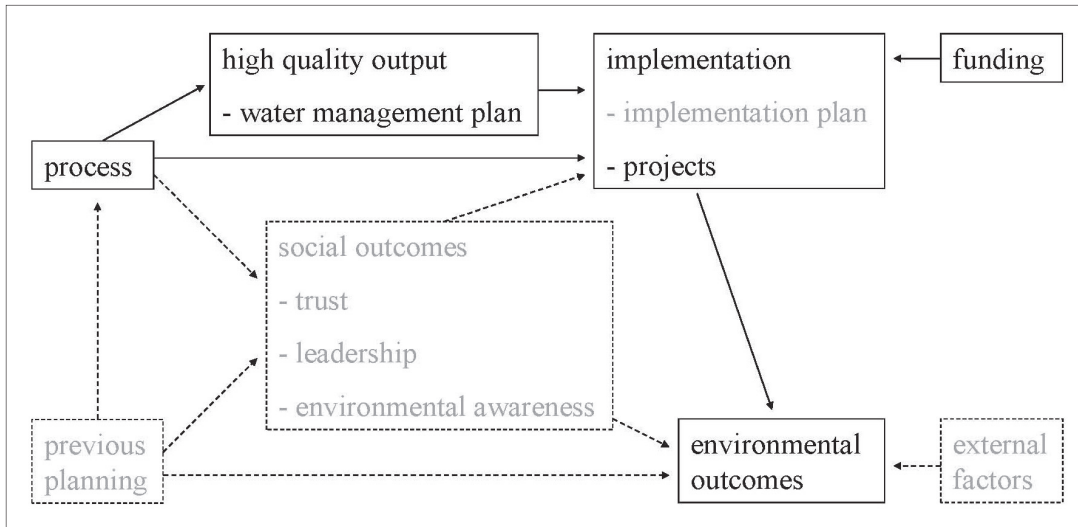 high quality output
- water management plan
implementation
- implementation plan
- projects
funding
process
social outcomes
- trust
- leadership
- environmental awareness
previous
planning
environmental
outcomes
external
factors